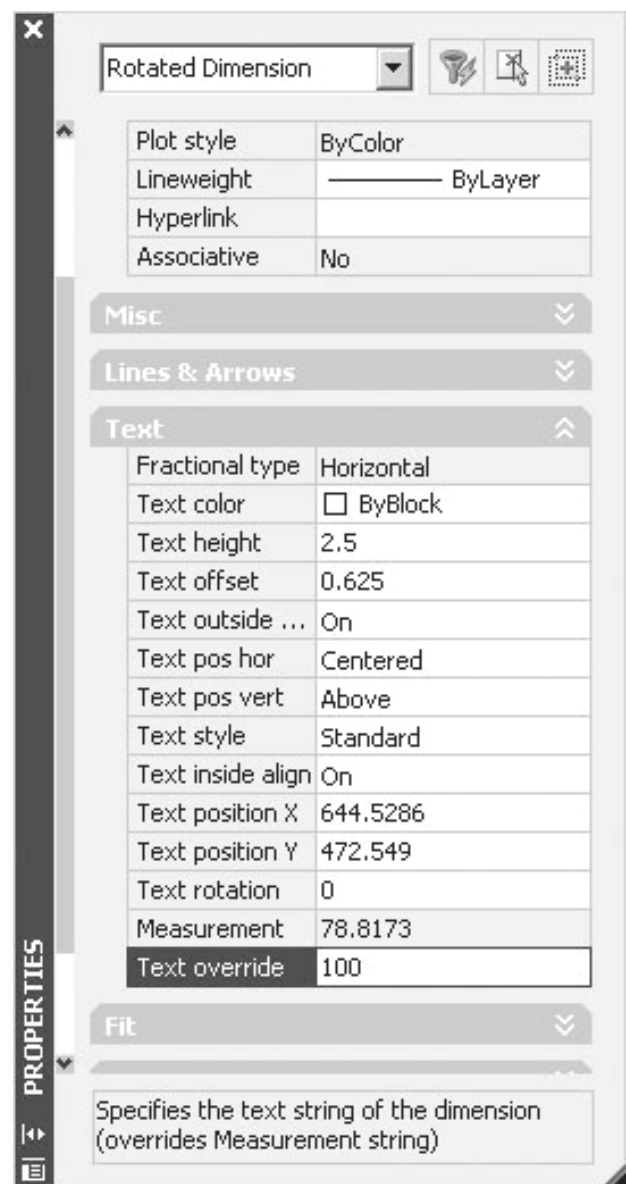 Rotated Dimension
Plot style ByColor
Lineweight ByLayer
Hyperlink
Associative No
Misc
Lines & Arrows
Text
Fractional type Horizontal
Text color ByBlock
Text height 2.5
Text offset 0.625
Text outside ... On
Text pos hor Centered
Text pos vert Above
Text style Standard
Text inside align On
Text position X 644.5286
Text position Y 472.549
Text rotation 0
Measurement 78.8173
Text override 100
Fit
Specifies the text string of the dimension
(overrides Measurement string)
PROPERTIES